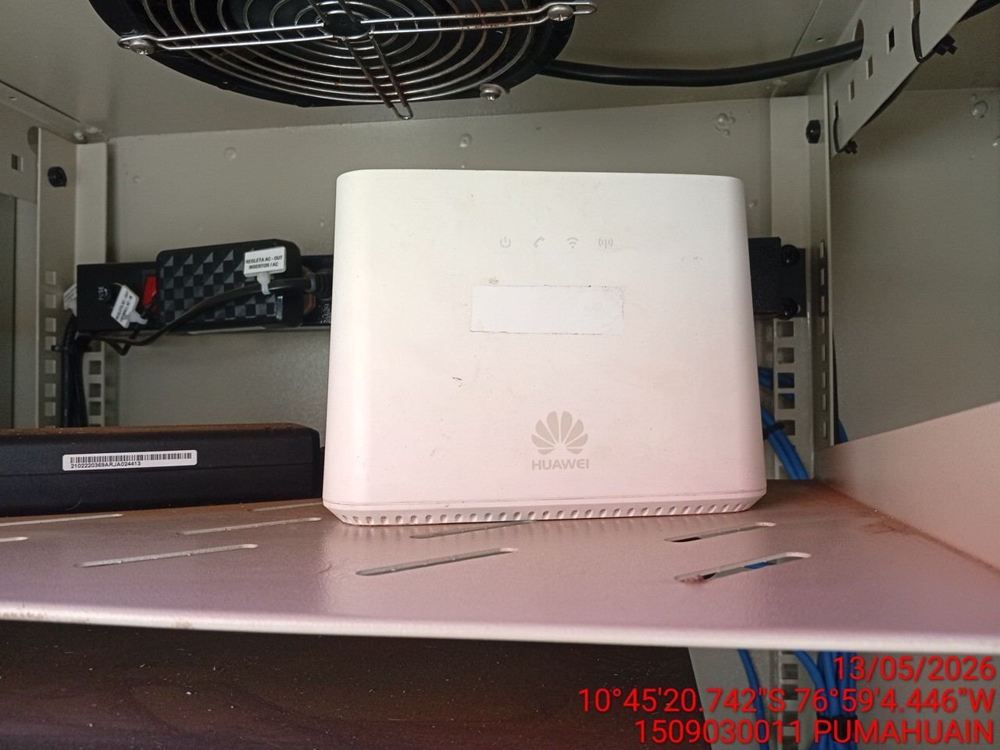 REGLETA AC - OUT
INSERTOR / AC
HUAWEI
2102220369ARJA024413
13/05/2026
10°45'20.742"S 76°59'4.446"W
1509030011 PUMAHUAIN